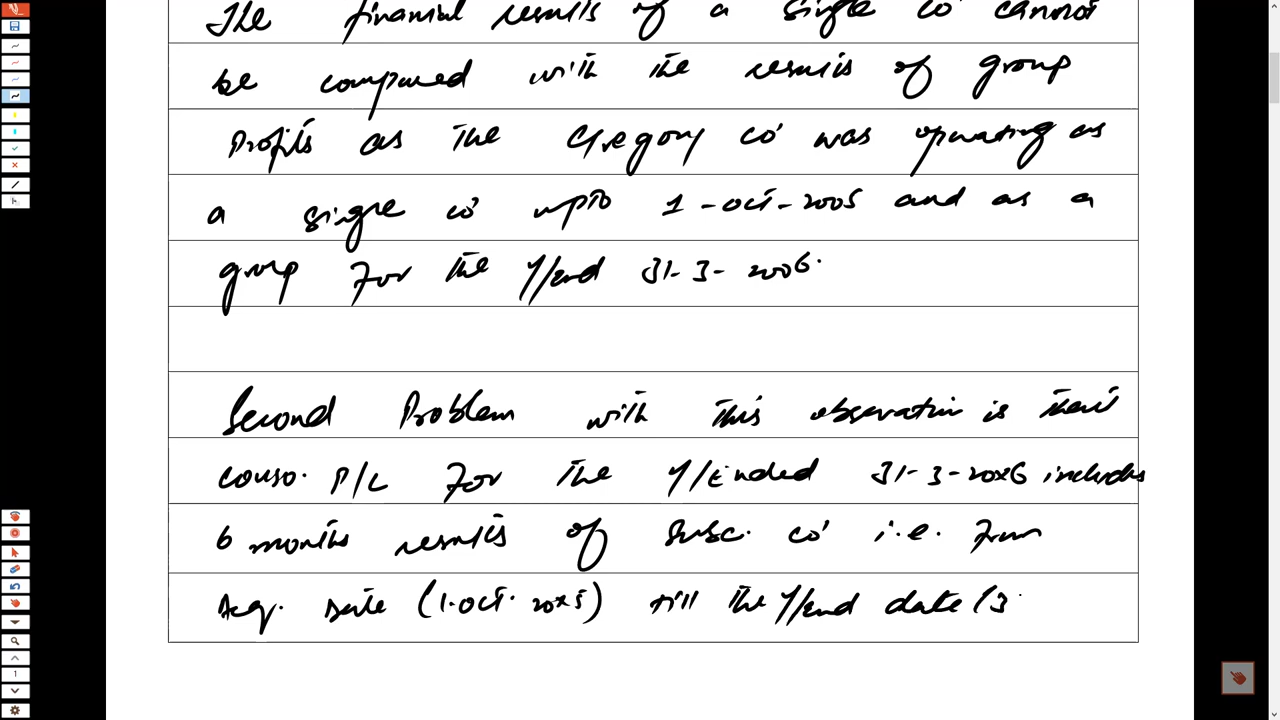 The financial results of a single co' cannot
be compared with the results of group
Profits as the Gregory co' was operating as
a single co' upto 1-oct-2005 and as a
group For the Y/end 31-3-2006.
Second Problem with this observation is that
conso. P/L For the Y/Ended 31-3-20x6 includes
6 months results of Subs. co' i.e. From
Acq. Date (1.oct.20x5) till the Y/end date (3
1